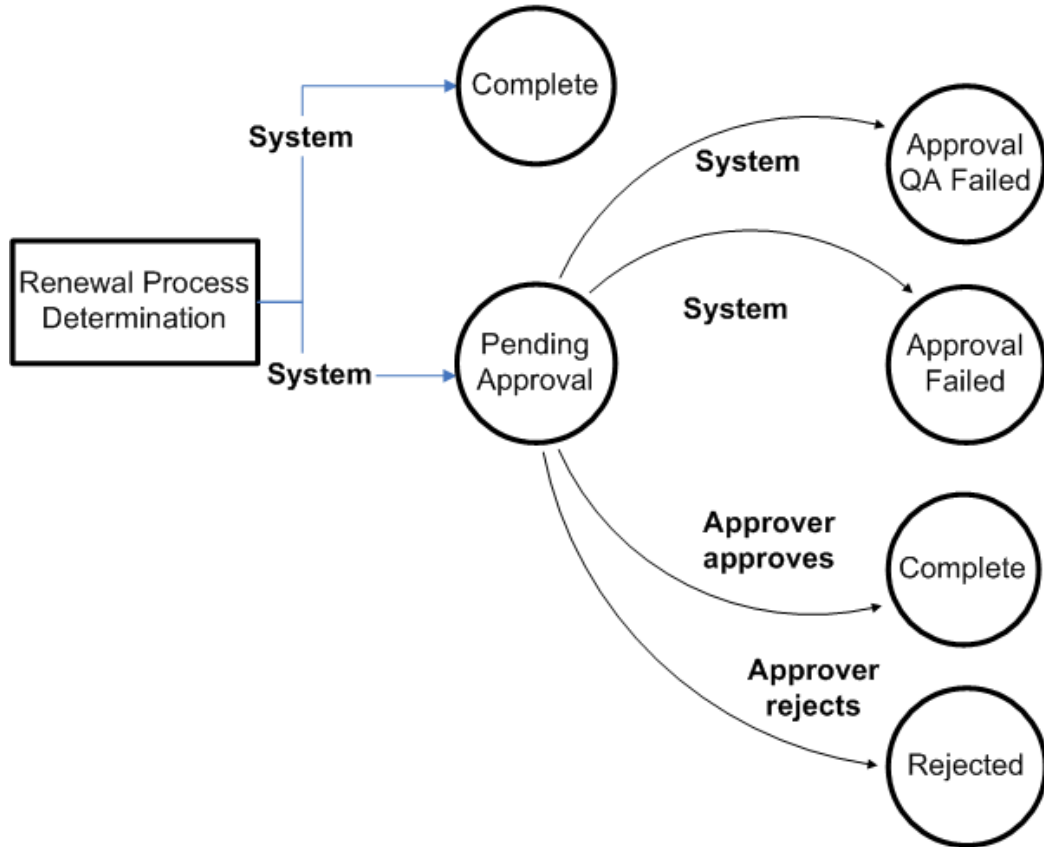 Complete
System
Renewal Process
Determination
System
Pending
Approval
System
Approval
QA Failed
System
Approval
Failed
Approver
approves
Complete
Approver
rejects
Rejected